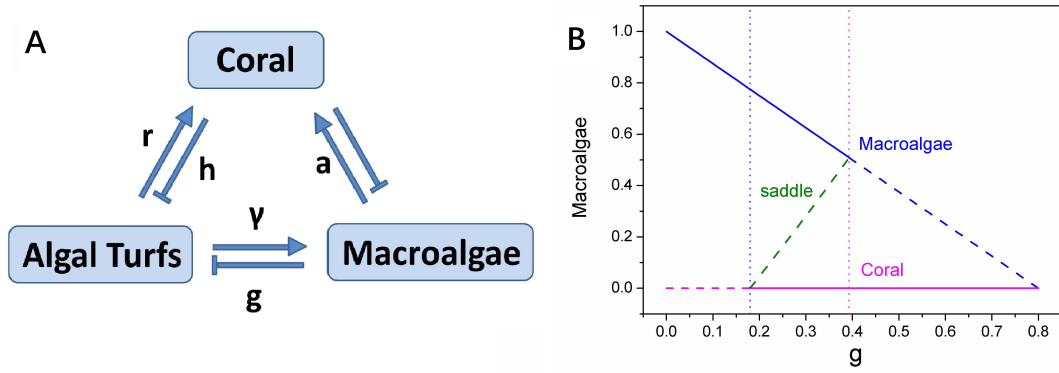 A
Coral
r
h
a
Algal Turfs
γ
g
Macroalgae
B
Macroalgae
1.0
0.8
0.6
0.4
0.2
0.0
Macroalgae
saddle
Coral
0.0 0.1 0.2 0.3 0.4 0.5 0.6 0.7 0.8
g